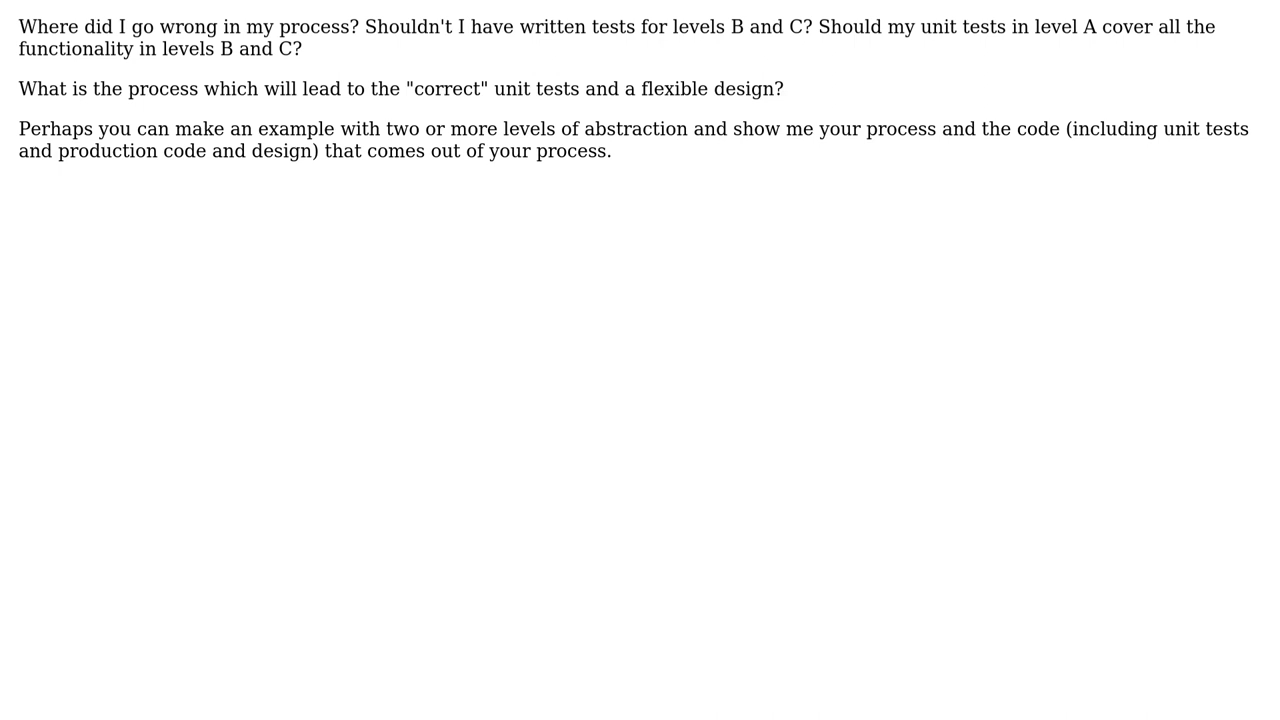 Where did I go wrong in my process? Shouldn't I have written tests for levels B and C? Should my unit tests in level A cover all the
functionality in levels B and C?
What is the process which will lead to the "correct" unit tests and a flexible design?
Perhaps you can make an example with two or more levels of abstraction and show me your process and the code (including unit tests
and production code and design) that comes out of your process.